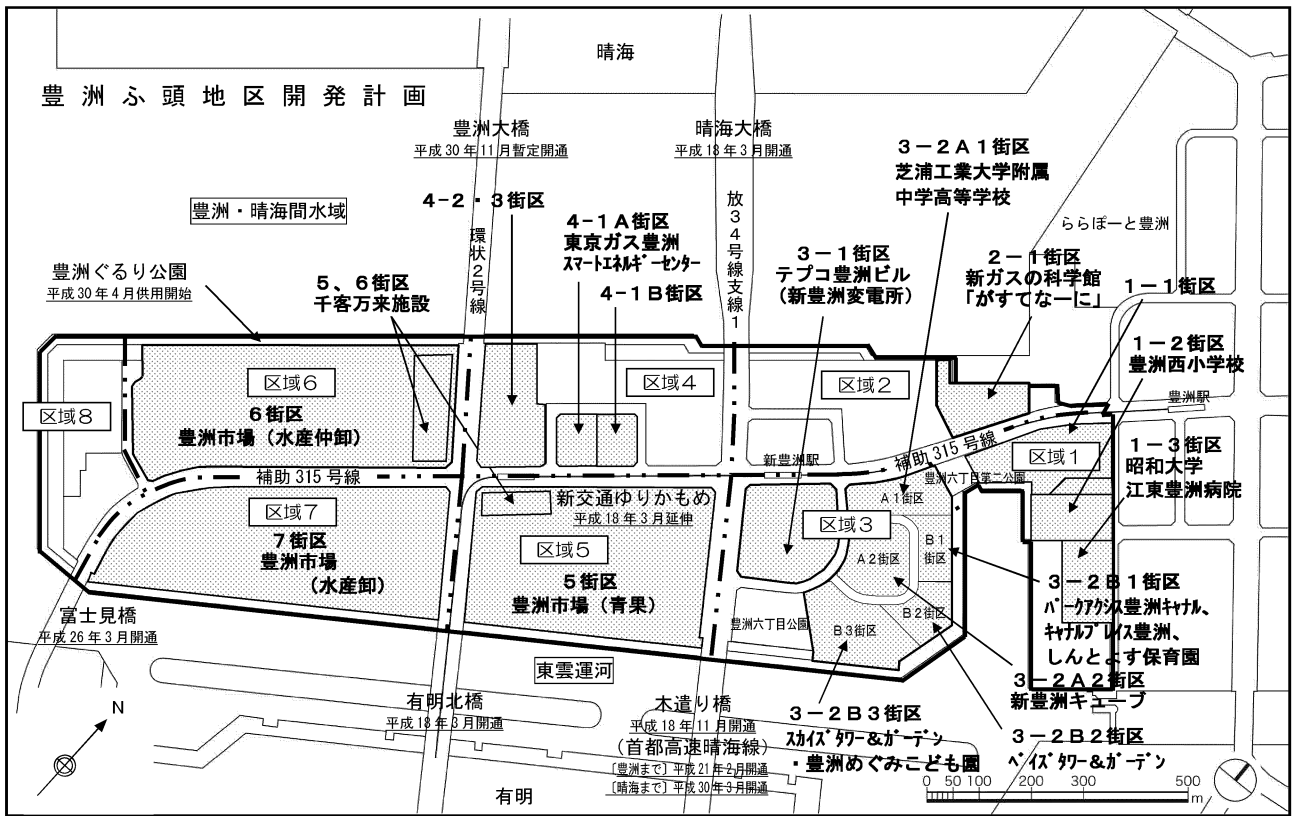 豊洲ふ頭地区開発計画
晴海
豊洲大橋
平成30年11月暫定開通
晴海大橋
平成18年3月開通
3－2A1街区
芝浦工業大学附属
中学高等学校
豊洲・晴海間水域
4-2・3街区
環状2号線
4-1A街区
東京ガス豊洲
スマートエネルギーセンター
4-1B街区
放34号線支線1
3－1街区
テプコ豊洲ビル
(新豊洲変電所)
2－1街区
新ガスの科学館
「がすてなーに」
ららぽーと豊洲
1－1街区
1－2街区
豊洲西小学校
豊洲ぐるり公園
平成30年4月供用開始
5、6街区
千客万来施設
区域6
6街区
豊洲市場（水産仲卸）
区域4
区域2
豊洲駅
区域8
補助315号線
新豊洲駅
補助315号線
区域1
豊洲六丁目第二公園
1－3街区
昭和大学
江東豊洲病院
区域7
7街区
豊洲市場
(水産卸)
新交通ゆりかもめ
平成18年3月延伸
区域5
5街区
豊洲市場（青果）
区域3
A1街区
A2街区
B1
街区
B2街区
B3街区
豊洲六丁目公園
3－2B1街区
パークアクシス豊洲キャナル、
キャナルプレイス豊洲、
しんとよす保育園
3－2A2街区
新豊洲キューブ
3－2B2街区
ベイズタワー&ガーデン
3－2B3街区
スカイズタワー&ガーデン
・豊洲めぐみこども園
富士見橋
平成26年3月開通
東雲運河
有明北橋
平成18年3月開通
木遣り橋
平成18年11月開通
(首都高速晴海線)
〔豊洲まで〕平成21年2月開通
〔晴海まで〕平成30年3月開通
有明
N
0 50 100 200 300 500
m